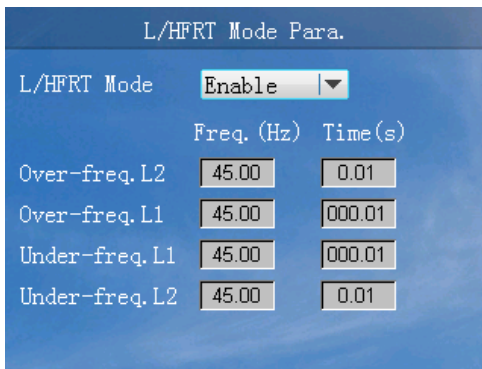 L/HFRT Mode Para.
L/HFRT Mode Enable
Freq.(Hz) Time(s)
Over-freq.L2 45.00 0.01
Over-freq.L1 45.00 000.01
Under-freq.L1 45.00 000.01
Under-freq.L2 45.00 0.01